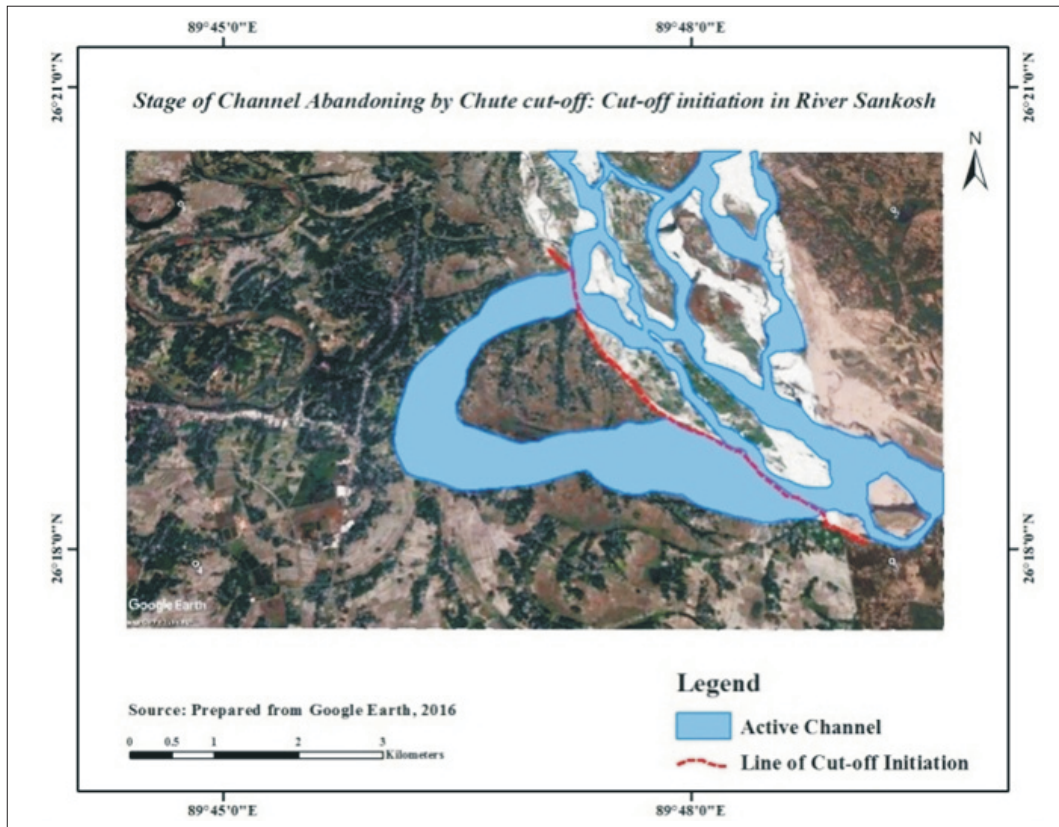 89°45'0"E 89°48'0"E
26°21'0"N 26°21'0"N
Stage of Channel Abandoning by Chute cut-off: Cut-off initiation in River Sankosh
N
Google Earth
26°18'0"N 26°18'0"N
Legend
Source: Prepared from Google Earth, 2016
Active Channel
0 0.5 1 2 3
Kilometers
Line of Cut-off Initiation
89°45'0"E 89°48'0"E